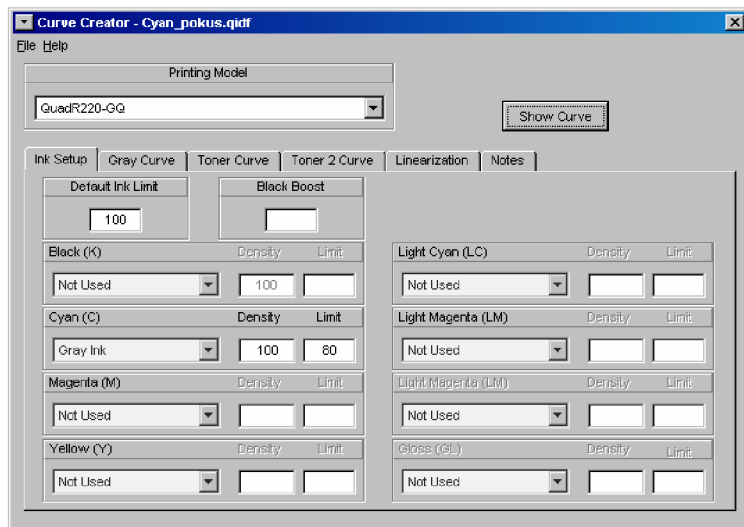 Curve Creator - Cyan_pokus.qidf
File Help
Printing Model
QuadR220-GQ
Show Curve
Ink Setup Gray Curve Toner Curve Toner 2 Curve Linearization Notes
Default Ink Limit Black Boost
100
Black (K) Density Limit Light Cyan (LC) Density Limit
Not Used 100 Not Used
Cyan (C) Density Limit Light Magenta (LM) Density Limit
Gray Ink 100 80 Not Used
Magenta (M) Density Limit Light Magenta (LM) Density Limit
Not Used Not Used
Yellow (Y) Density Limit Gloss (GL) Density Limit
Not Used Not Used